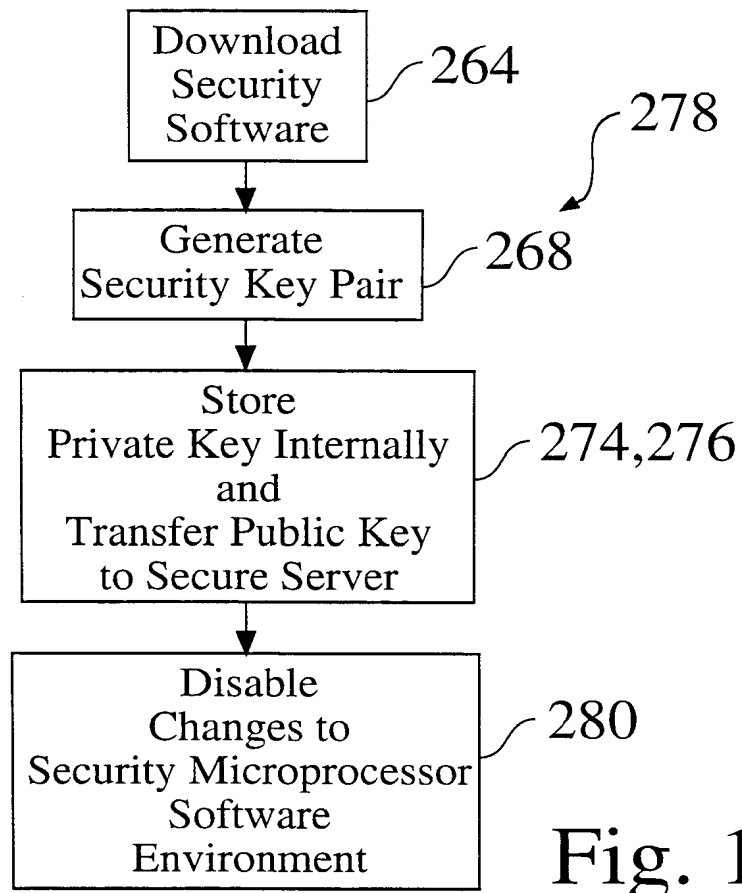 Download
Security
Software
264
278
Generate
Security Key Pair
268
Store
Private Key Internally
and
Transfer Public Key
to Secure Server
274,276
Disable
Changes to
Security Microprocessor
Software
Environment
280
Fig. 1